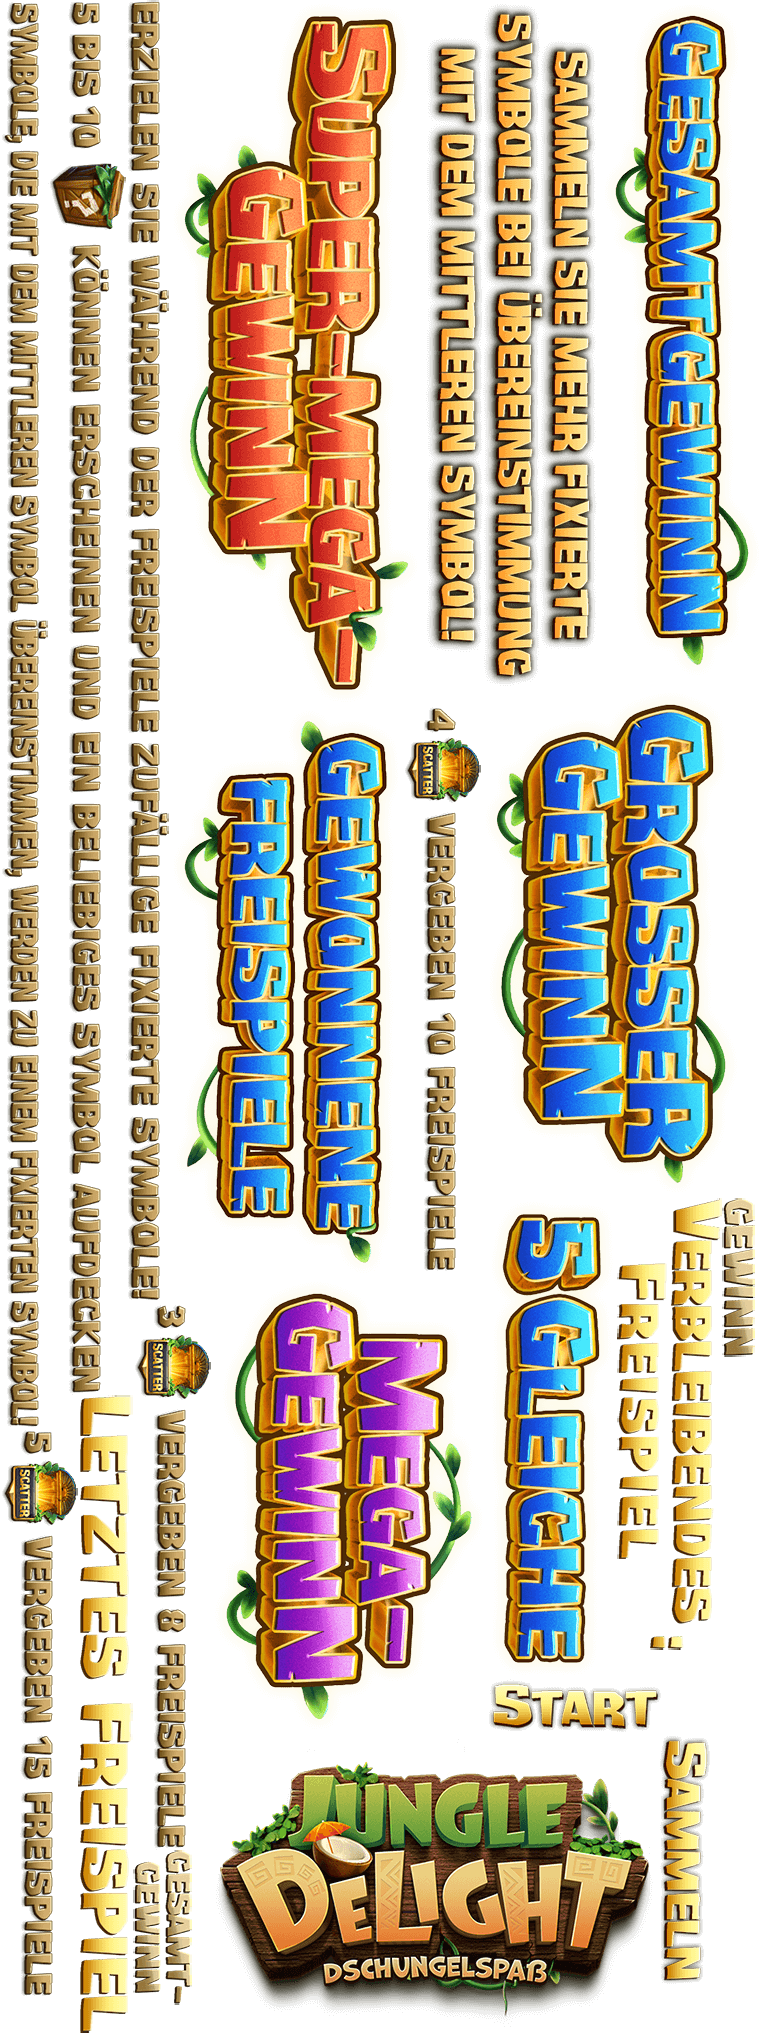 GESAMTGEWINN
SAMMELN SIE MEHR FIXIERTE
SYMBOLE BEI ÜBEREINSTIMMUNG
MIT DEM MITTLEREN SYMBOL!
SUPER-MEGA-
GEWINN
ERZIELEN SIE WÄHREND DER FREISPIELE ZUFÄLLIGE FIXIERTE SYMBOLE!
5 BIS 10 KÖNNEN ERSCHEINEN UND EIN BELIEBIGES SYMBOL AUFDECKEN
SYMBOLE, DIE MIT DEM MITTLEREN SYMBOL ÜBEREINSTIMMEN, WERDEN ZU EINEM FIXIERTEN SYMBOL!
GROSSER
GEWINN
4 SCATTER VERGEBEN 10 FREISPIELE
GEWONNENE
FREISPIELE
GEWINN
VERBLEIBENDES :
FREISPIEL
5 GLEICHE
MEGA-
GEWINN
3 SCATTER VERGEBEN 8 FREISPIELE
LETZTES FREISPIEL
5 SCATTER VERGEBEN 15 FREISPIELE
START
SAMMELN
GESAMT-
GEWINN
JUNGLE
DELIGHT
DSCHUNGELSPAß